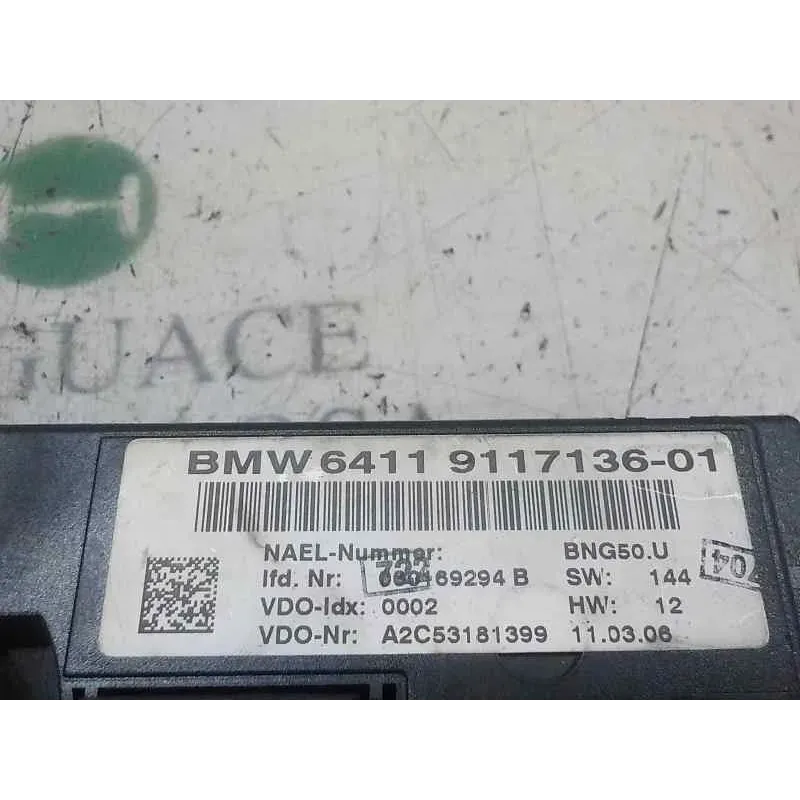 GUACE
BMW 6411 9117136-01
NAEL-Nummer: BNG50.U
lfd. Nr: 169294 B SW: 144
VDO-Idx: 0002 HW: 12
VDO-Nr: A2C53181399 11.03.06